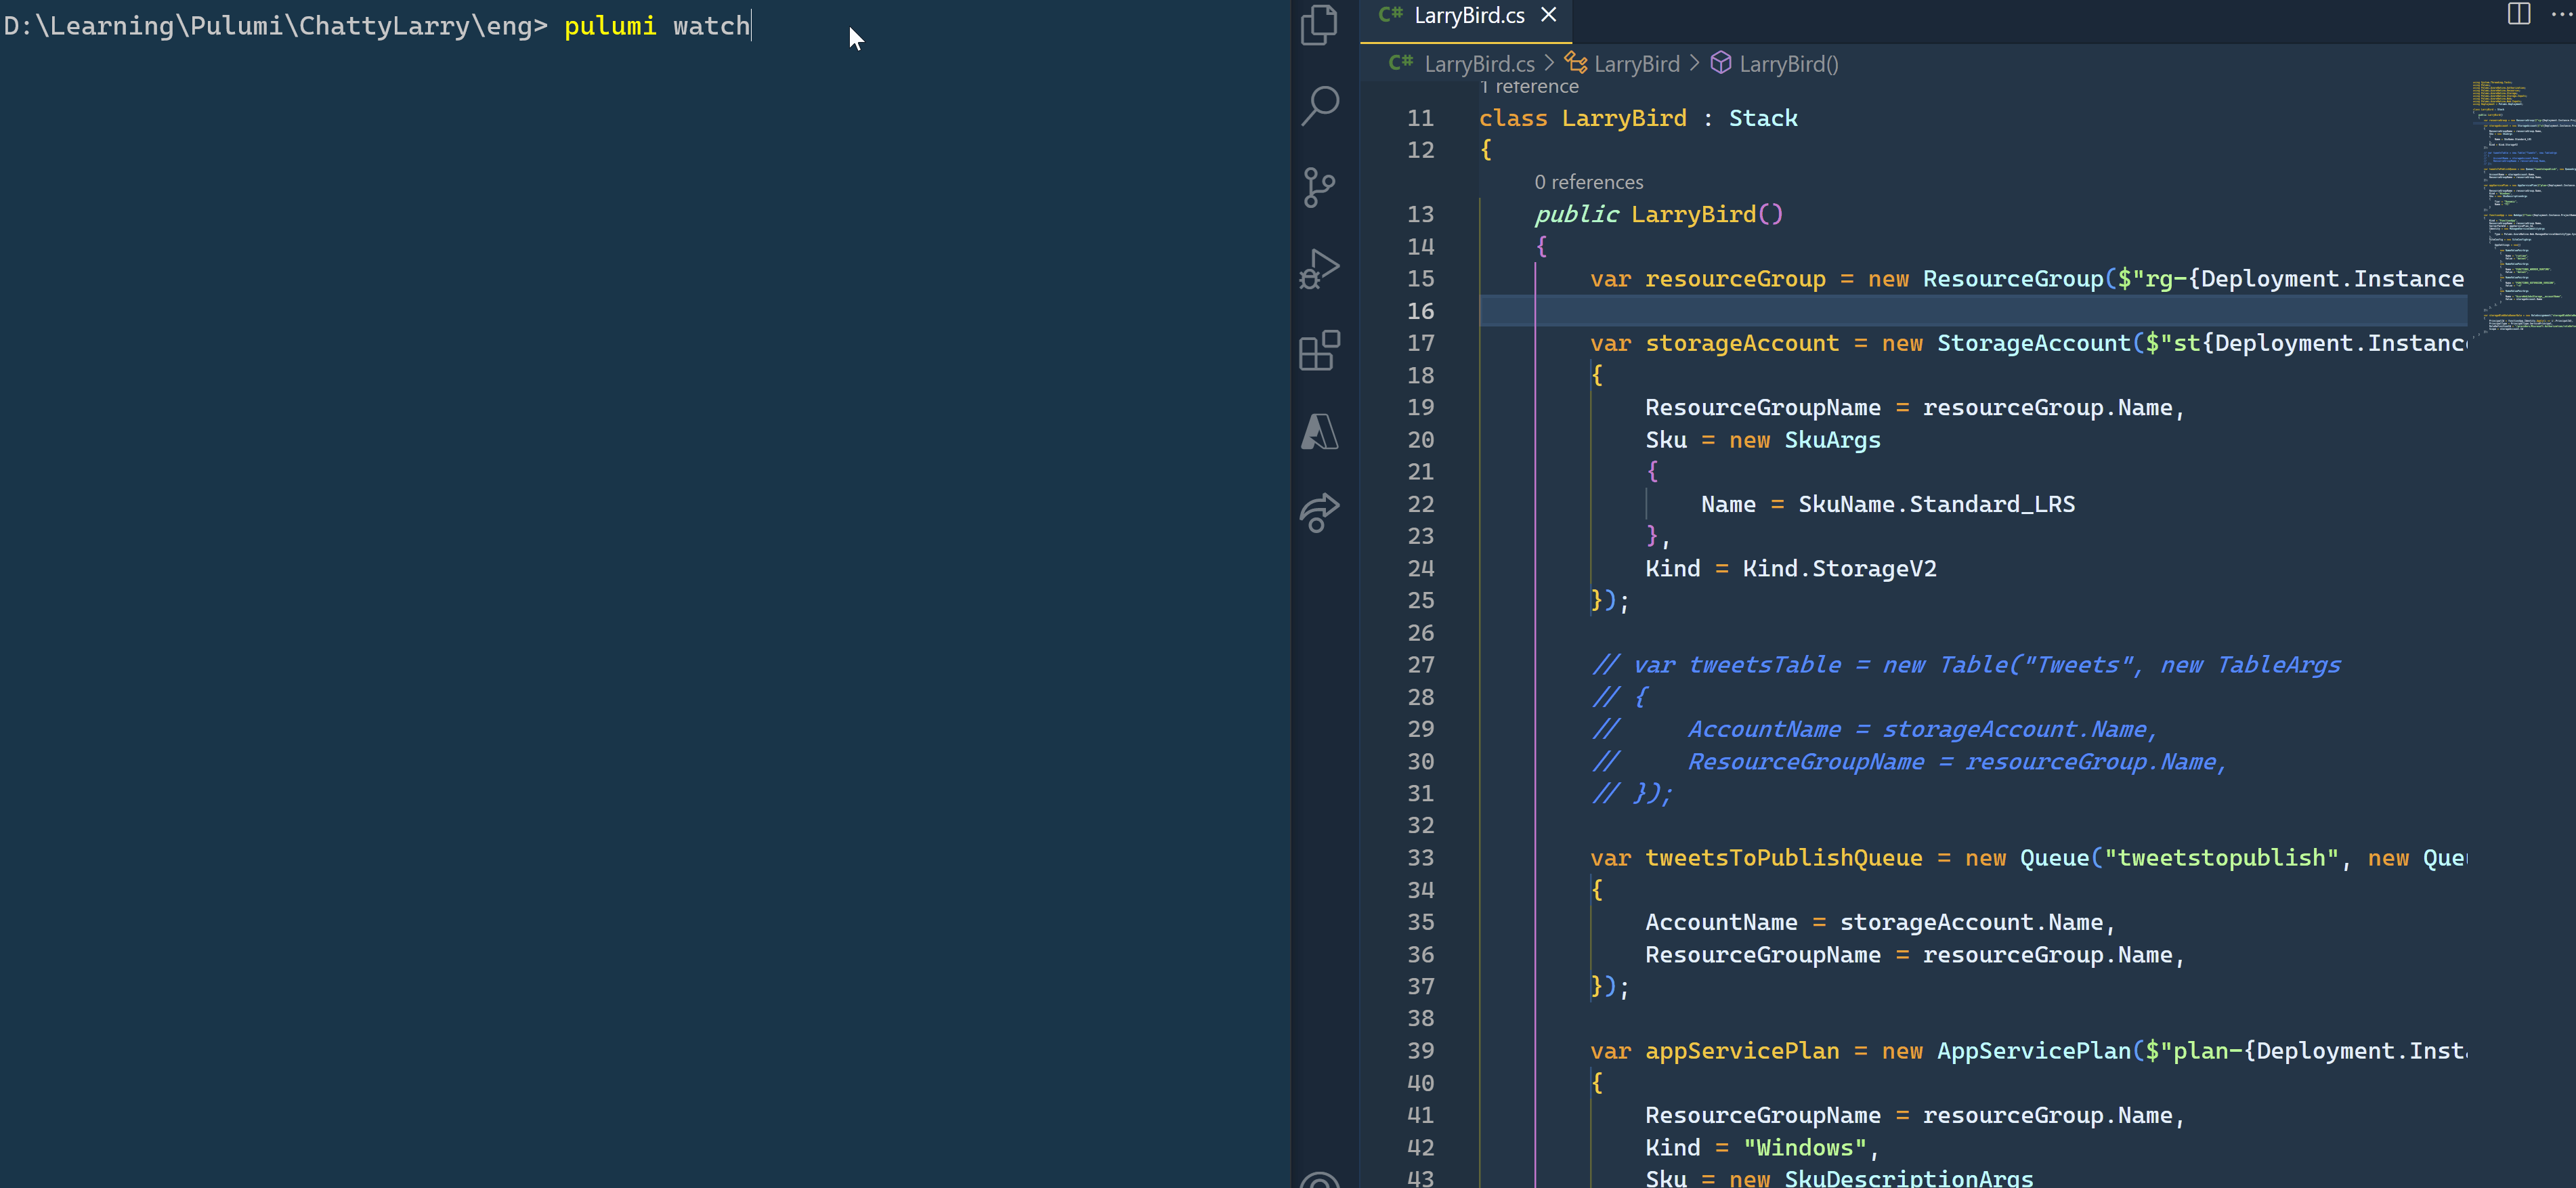 D:\Learning\Pulumi\ChattyLarry\eng> pulumi watch
C# LarryBird.cs
C# LarryBird.cs > LarryBird > LarryBird()
1 reference
11 class LarryBird : Stack
12 {
0 references
13 public LarryBird()
14 {
15 var resourceGroup = new ResourceGroup($"rg-{Deployment.Instance
16
17 var storageAccount = new StorageAccount($"st{Deployment.Instanc
18 {
19 ResourceGroupName = resourceGroup.Name,
20 Sku = new SkuArgs
21 {
22 Name = SkuName.Standard_LRS
23 },
24 Kind = Kind.StorageV2
25 });
26
27 // var tweetsTable = new Table("Tweets", new TableArgs
28 // {
29 //     AccountName = storageAccount.Name,
30 //     ResourceGroupName = resourceGroup.Name,
31 // });
32
33 var tweetsToPublishQueue = new Queue("tweetstopublish", new Que
34 {
35 AccountName = storageAccount.Name,
36 ResourceGroupName = resourceGroup.Name,
37 });
38
39 var appServicePlan = new AppServicePlan($"plan-{Deployment.Inst
40 {
41 ResourceGroupName = resourceGroup.Name,
42 Kind = "Windows",
43 Sku = new SkuDescriptionArgs